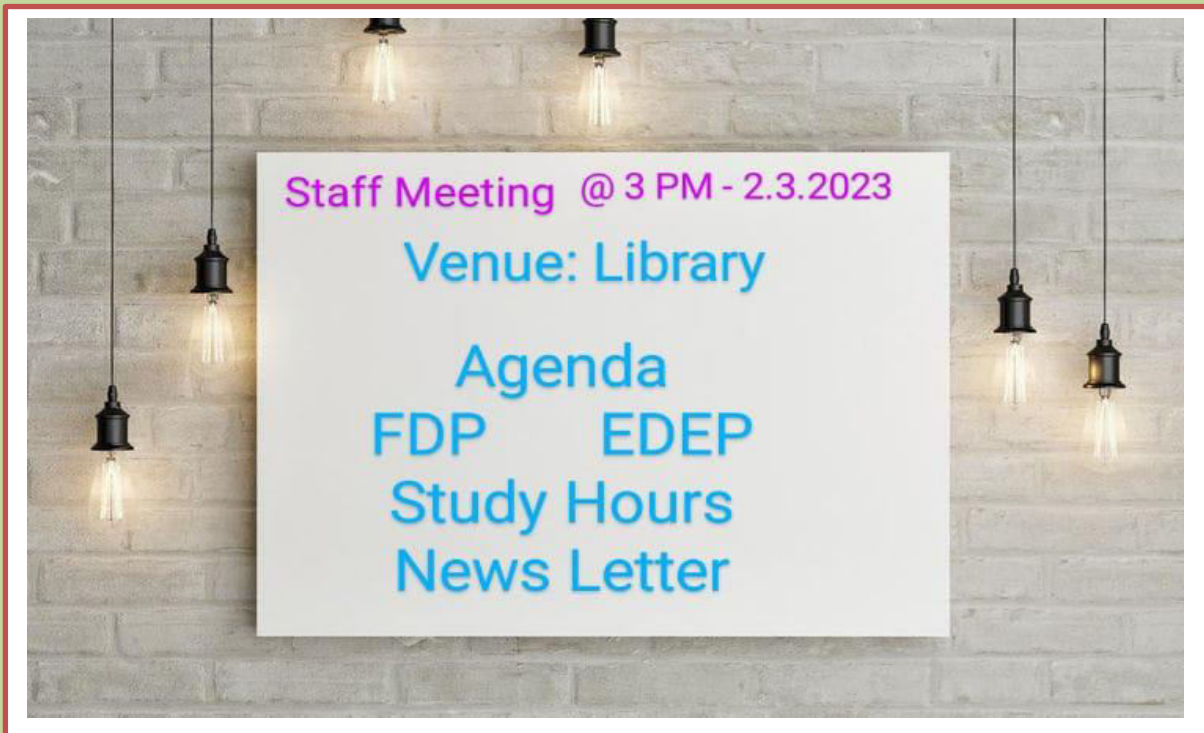 Staff Meeting @ 3 PM - 2.3.2023
Venue: Library
Agenda
FDP EDEP
Study Hours
News Letter